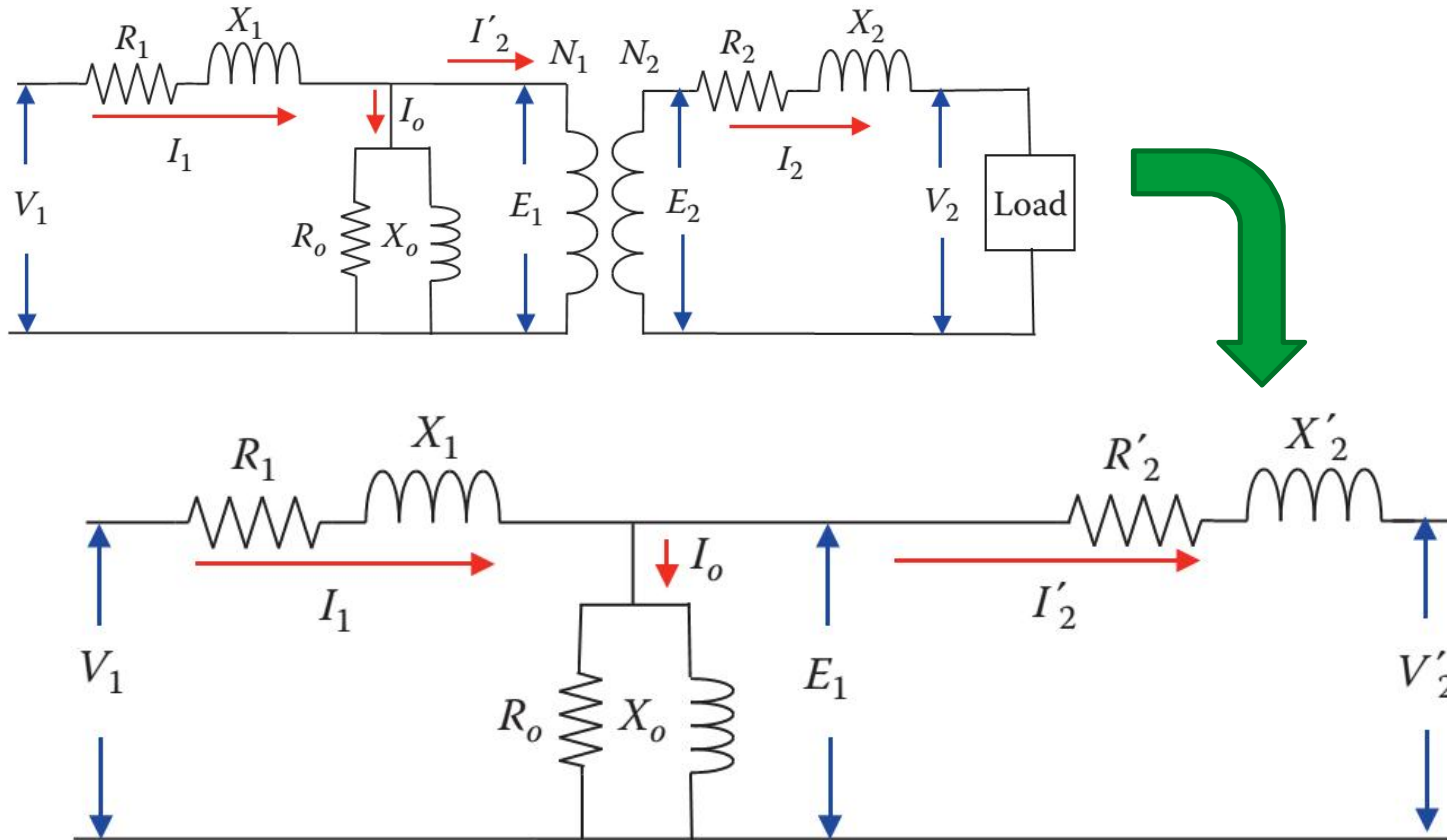 R₁ X₁ I′₂ N₁ N₂ R₂ X₂
I₁ Iₒ I₂
V₁ Rₒ Xₒ E₁ E₂ V₂ Load
R₁ X₁ R′₂ X′₂
I₁ Iₒ I′₂
V₁ Rₒ Xₒ E₁ V′₂